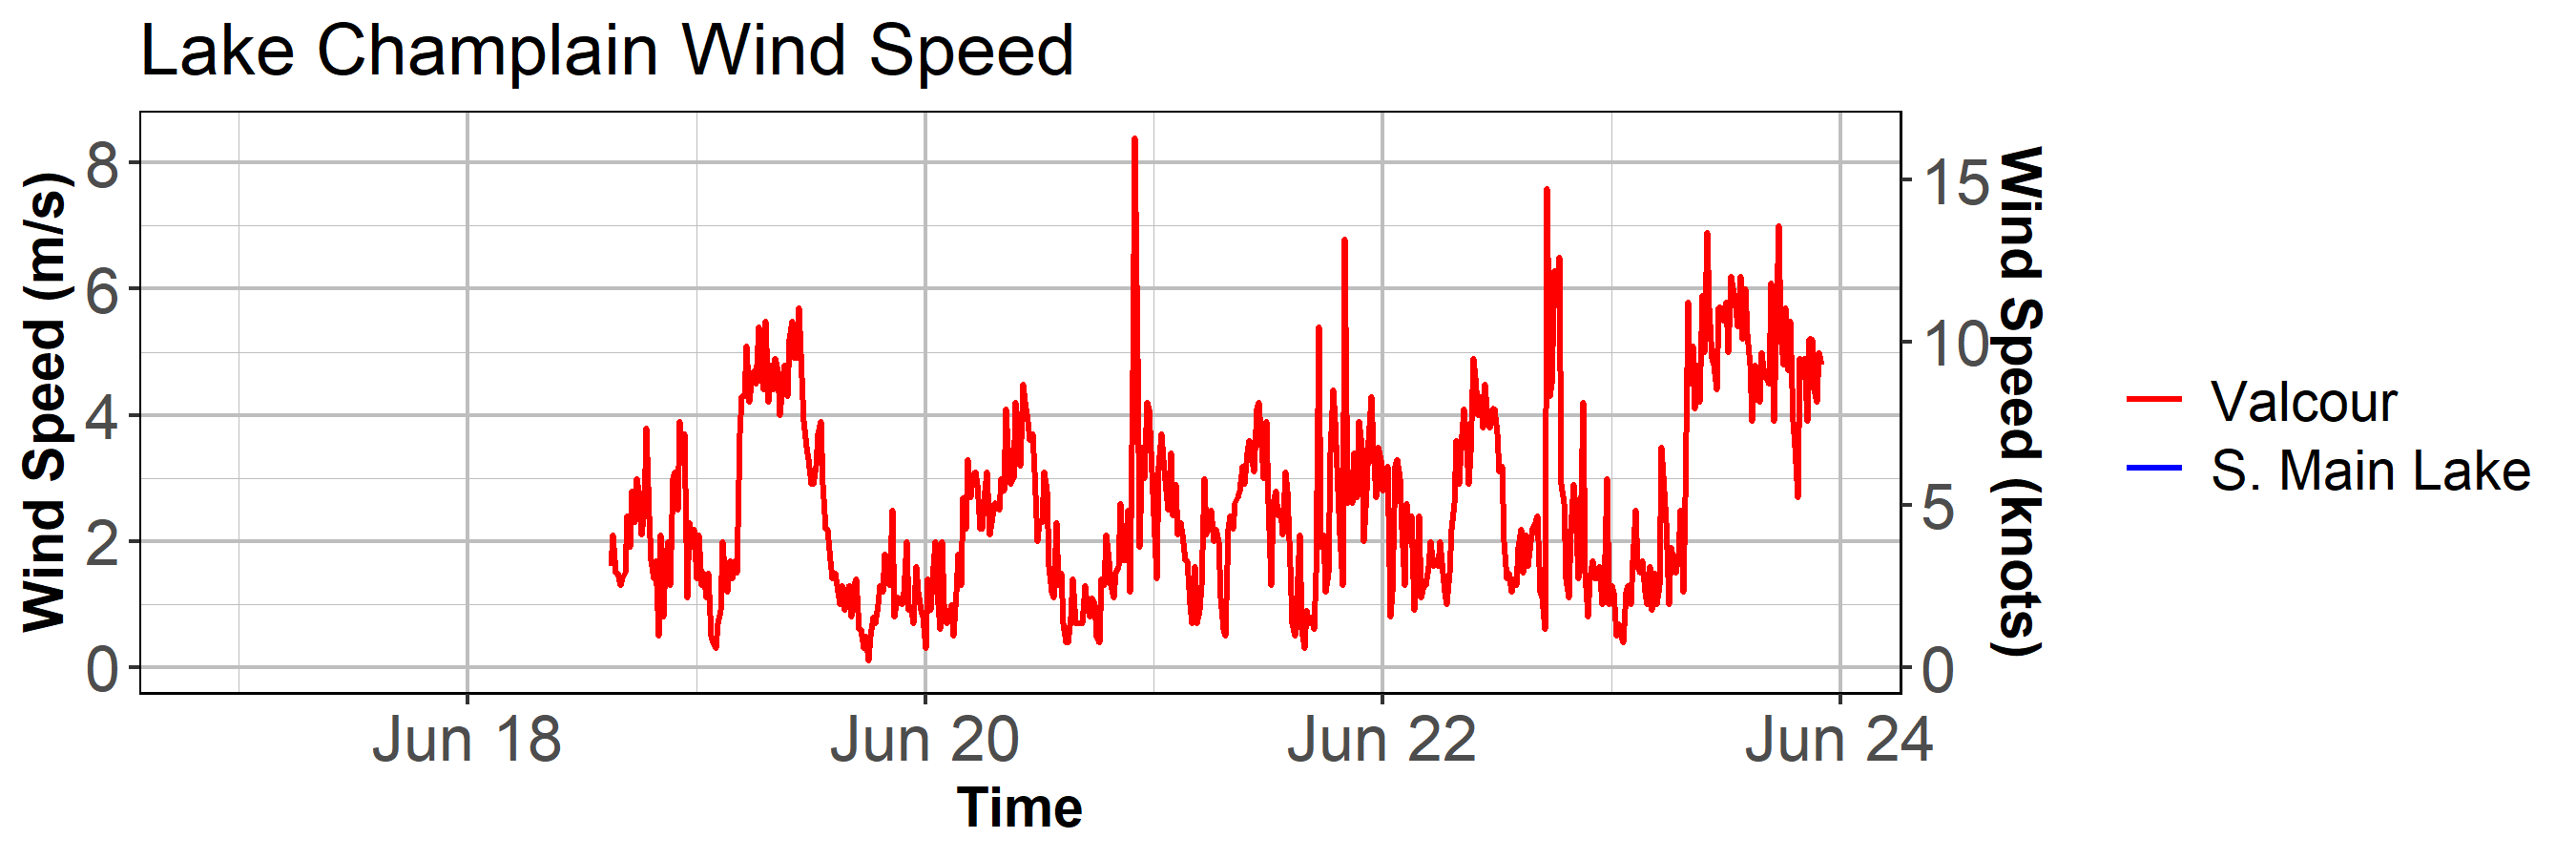 Lake Champlain Wind Speed
Wind Speed (m/s)
8
6
4
2
0
15
10
5
0
Wind Speed (knots)
Jun 18
Jun 20
Jun 22
Jun 24
Time
Valcour
S. Main Lake